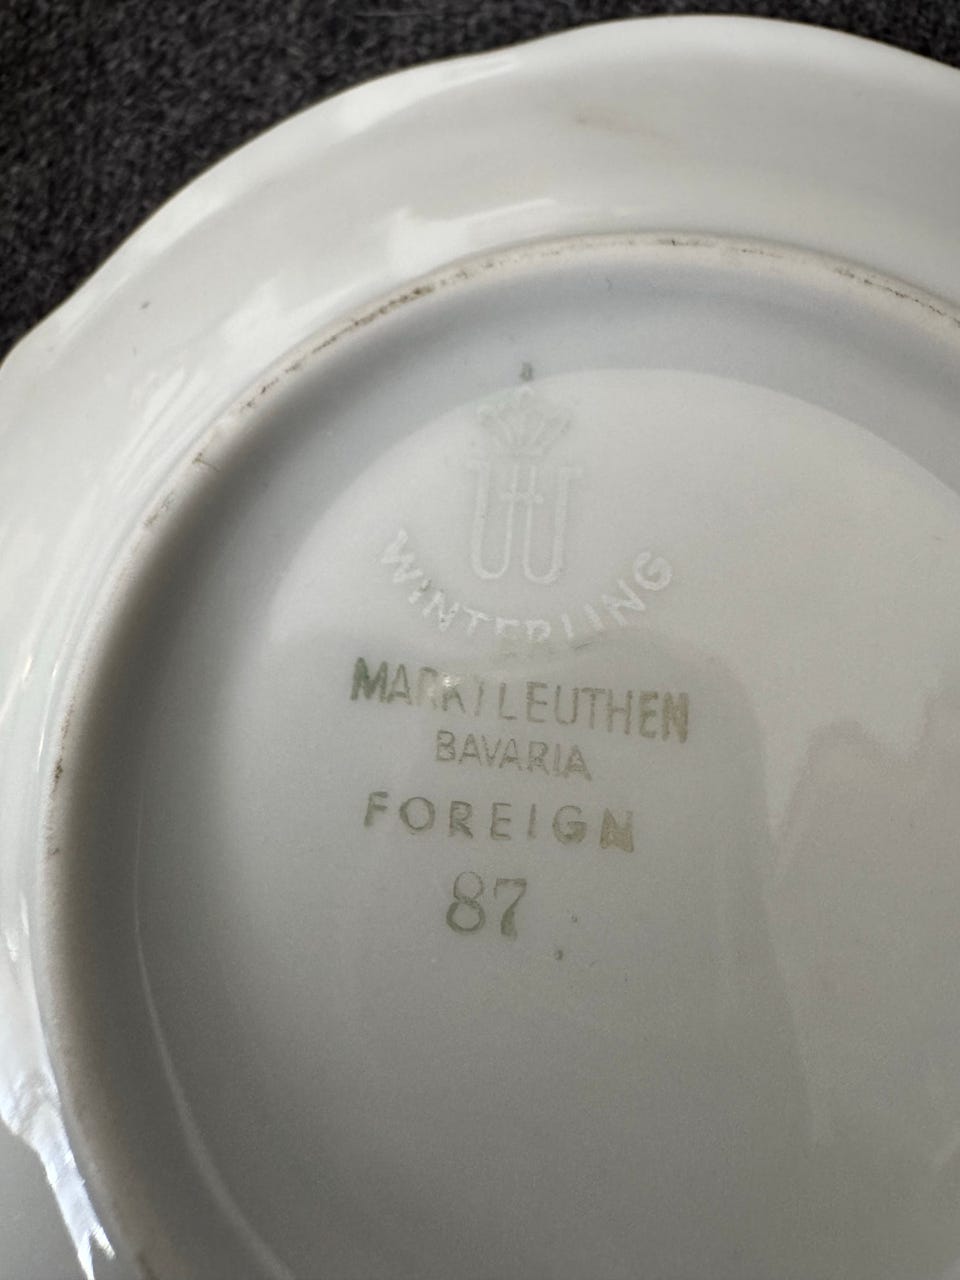 WINTERLING
MARKTLEUTHEN
BAVARIA
FOREIGN
87